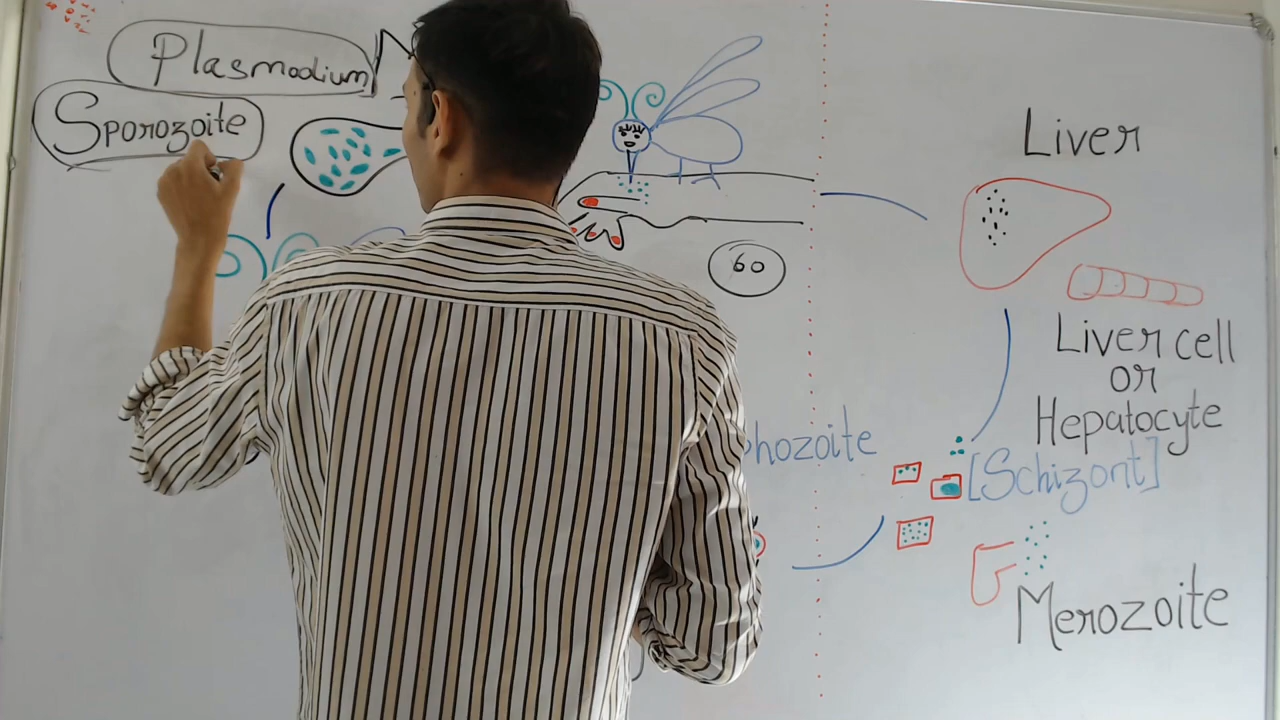 Plasmodium
Sporozoite
60
Liver
Liver cell
or
Hepatocyte
[Schizont]
Merozoite